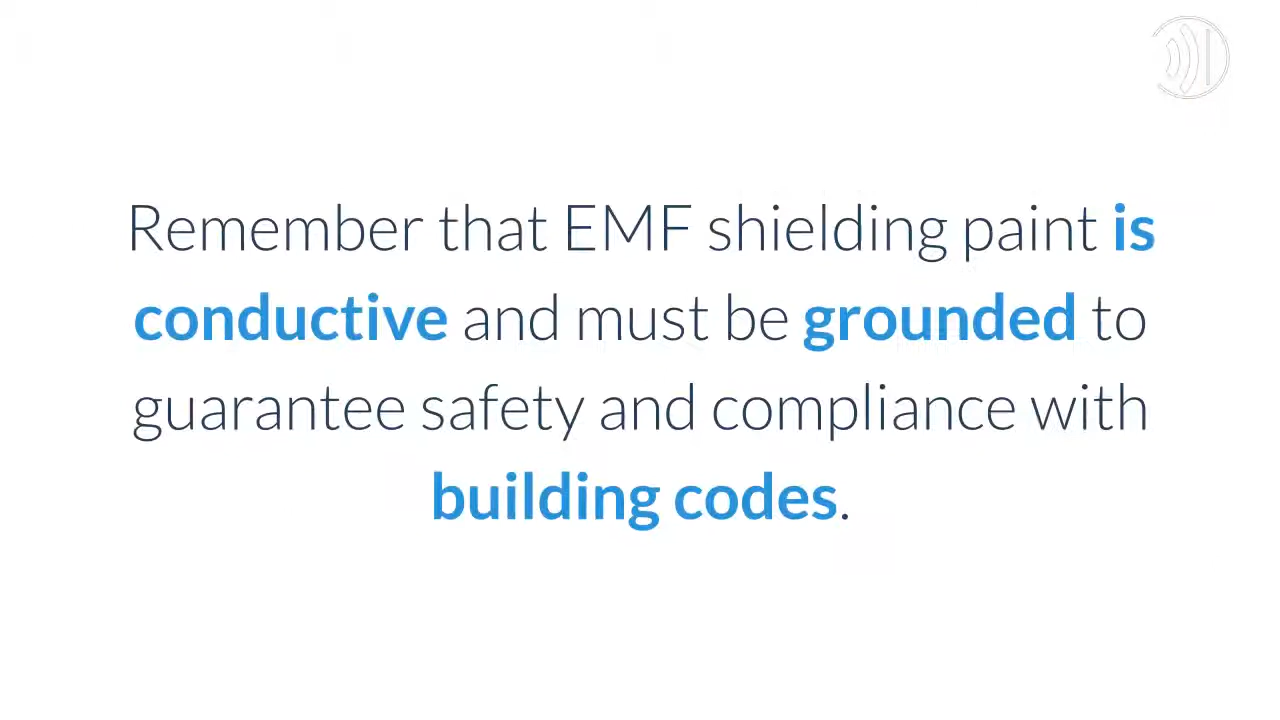 Remember that EMF shielding paint is
conductive and must be grounded to
guarantee safety and compliance with
building codes.